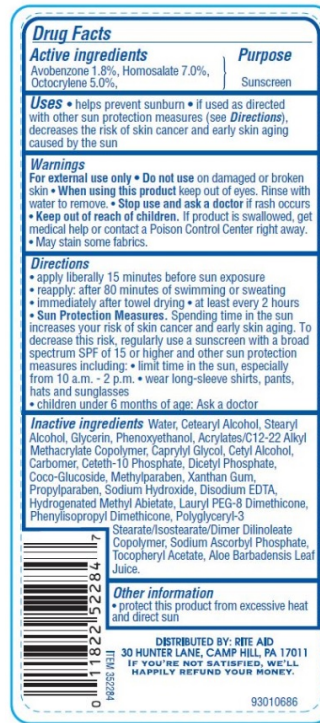 Drug Facts
Active ingredients Purpose
Avobenzone 1.8%, Homosalate 7.0%,
Octocrylene 5.0%, Sunscreen
Uses • helps prevent sunburn • if used as directed
with other sun protection measures (see Directions),
decreases the risk of skin cancer and early skin aging
caused by the sun
Warnings
For external use only • Do not use on damaged or broken
skin • When using this product keep out of eyes. Rinse with
water to remove. • Stop use and ask a doctor if rash occurs
• Keep out of reach of children. If product is swallowed, get
medical help or contact a Poison Control Center right away.
• May stain some fabrics.
Directions
• apply liberally 15 minutes before sun exposure
• reapply: after 80 minutes of swimming or sweating
• immediately after towel drying • at least every 2 hours
• Sun Protection Measures. Spending time in the sun
increases your risk of skin cancer and early skin aging. To
decrease this risk, regularly use a sunscreen with a broad
spectrum SPF of 15 or higher and other sun protection
measures including: • limit time in the sun, especially
from 10 a.m. - 2 p.m. • wear long-sleeve shirts, pants,
hats and sunglasses
• children under 6 months of age: Ask a doctor
Inactive ingredients Water, Cetearyl Alcohol, Stearyl
Alcohol, Glycerin, Phenoxyethanol, Acrylates/C12-22 Alkyl
Methacrylate Copolymer, Caprylyl Glycol, Cetyl Alcohol,
Carbomer, Ceteth-10 Phosphate, Dicetyl Phosphate,
Coco-Glucoside, Methylparaben, Xanthan Gum,
Propylparaben, Sodium Hydroxide, Disodium EDTA,
Hydrogenated Methyl Abietate, Lauryl PEG-8 Dimethicone,
Phenylisopropyl Dimethicone, Polyglyceryl-3
Stearate/Isostearate/Dimer Dilinoleate
Copolymer, Sodium Ascorbyl Phosphate,
Tocopheryl Acetate, Aloe Barbadensis Leaf
Juice.
Other information
• protect this product from excessive heat
and direct sun
0 11822 52284 7
ITEM 352284
DISTRIBUTED BY: RITE AID
30 HUNTER LANE, CAMP HILL, PA 17011
IF YOU'RE NOT SATISFIED, WE'LL
HAPPILY REFUND YOUR MONEY.
93010686